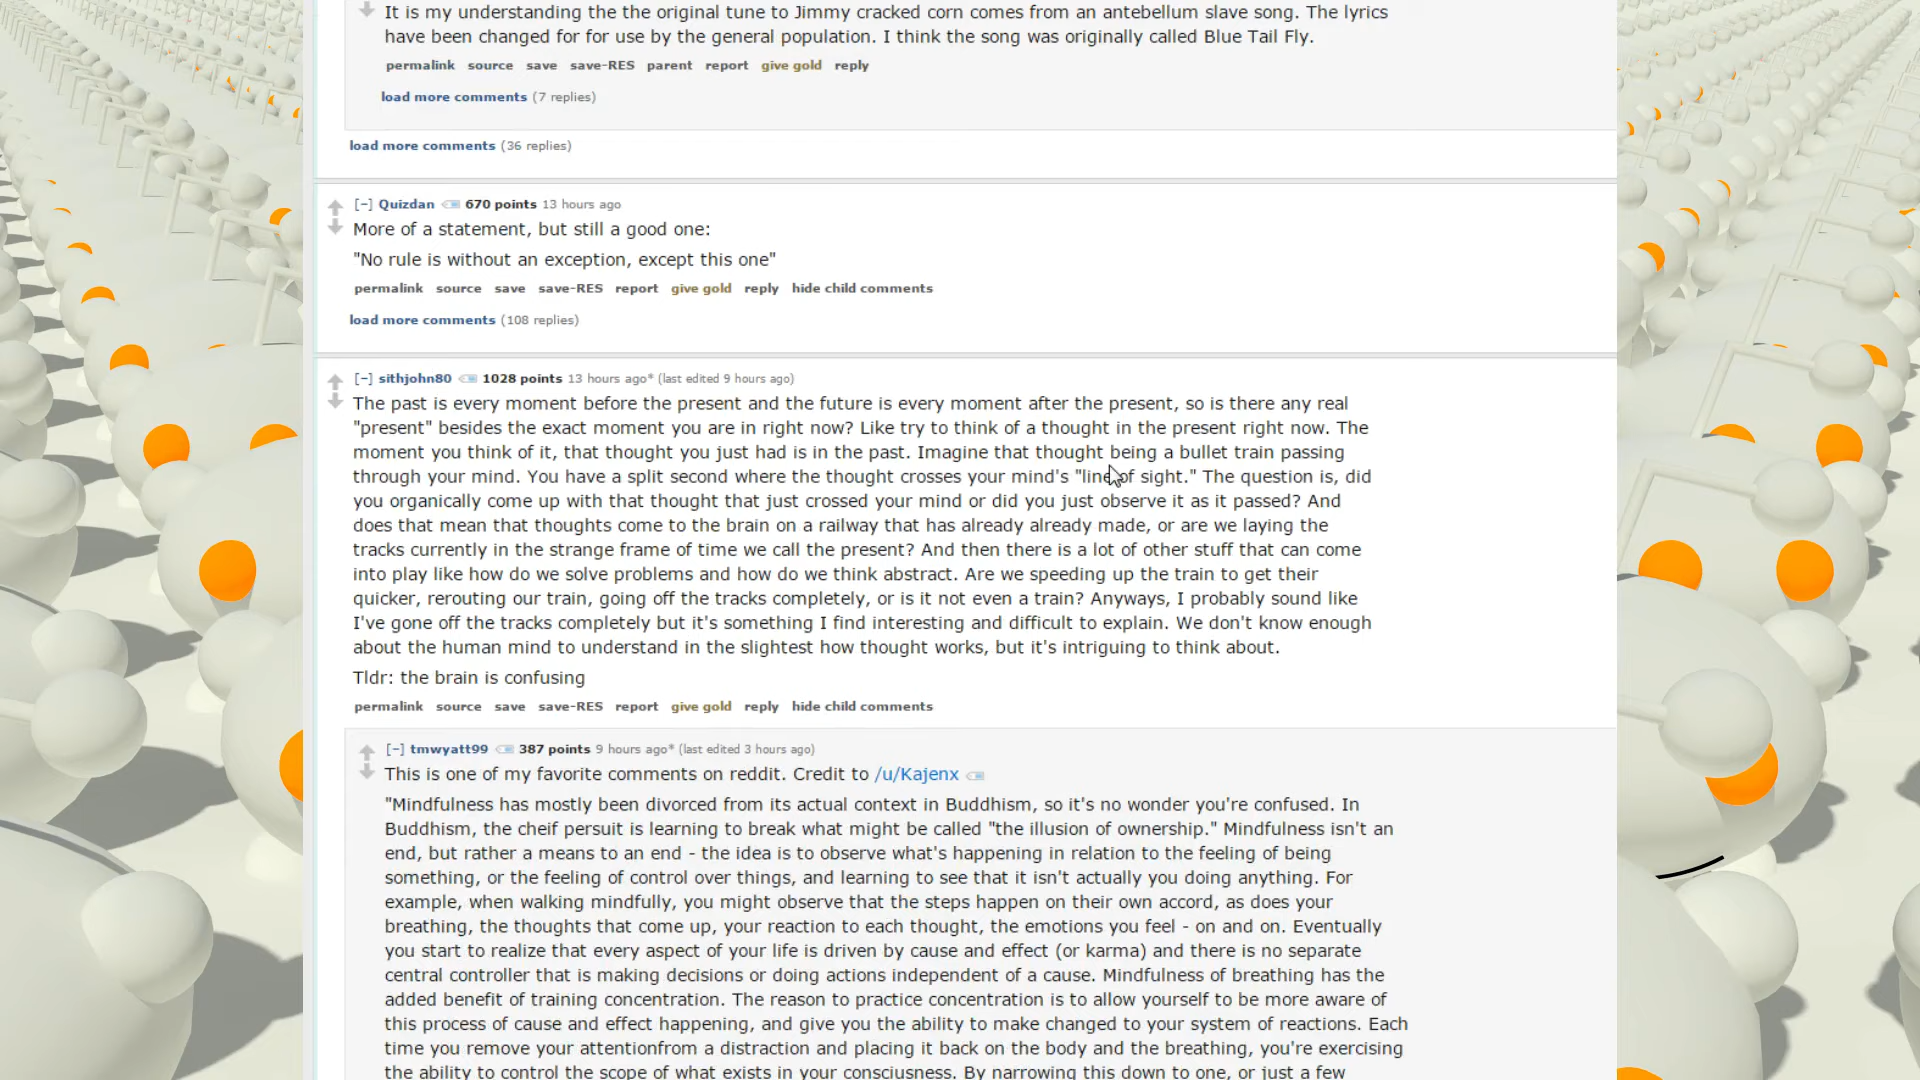 It is my understanding the the original tune to Jimmy cracked corn comes from an antebellum slave song. The lyrics
have been changed for for use by the general population. I think the song was originally called Blue Tail Fly.
permalink source save save-RES parent report give gold reply
load more comments (7 replies)
load more comments (36 replies)
[–] Quizdan 670 points 13 hours ago
More of a statement, but still a good one:
"No rule is without an exception, except this one"
permalink source save save-RES report give gold reply hide child comments
load more comments (108 replies)
[–] sithjohn80 1028 points 13 hours ago* (last edited 9 hours ago)
The past is every moment before the present and the future is every moment after the present, so is there any real
"present" besides the exact moment you are in right now? Like try to think of a thought in the present right now. The
moment you think of it, that thought you just had is in the past. Imagine that thought being a bullet train passing
through your mind. You have a split second where the thought crosses your mind's "line of sight." The question is, did
you organically come up with that thought that just crossed your mind or did you just observe it as it passed? And
does that mean that thoughts come to the brain on a railway that has already already made, or are we laying the
tracks currently in the strange frame of time we call the present? And then there is a lot of other stuff that can come
into play like how do we solve problems and how do we think abstract. Are we speeding up the train to get their
quicker, rerouting our train, going off the tracks completely, or is it not even a train? Anyways, I probably sound like
I've gone off the tracks completely but it's something I find interesting and difficult to explain. We don't know enough
about the human mind to understand in the slightest how thought works, but it's intriguing to think about.
Tldr: the brain is confusing
permalink source save save-RES report give gold reply hide child comments
[–] tmwyatt99 387 points 9 hours ago* (last edited 3 hours ago)
This is one of my favorite comments on reddit. Credit to /u/Kajenx
"Mindfulness has mostly been divorced from its actual context in Buddhism, so it's no wonder you're confused. In
Buddhism, the cheif persuit is learning to break what might be called "the illusion of ownership." Mindfulness isn't an
end, but rather a means to an end - the idea is to observe what's happening in relation to the feeling of being
something, or the feeling of control over things, and learning to see that it isn't actually you doing anything. For
example, when walking mindfully, you might observe that the steps happen on their own accord, as does your
breathing, the thoughts that come up, your reaction to each thought, the emotions you feel - on and on. Eventually
you start to realize that every aspect of your life is driven by cause and effect (or karma) and there is no separate
central controller that is making decisions or doing actions independent of a cause. Mindfulness of breathing has the
added benefit of training concentration. The reason to practice concentration is to allow yourself to be more aware of
this process of cause and effect happening, and give you the ability to make changed to your system of reactions. Each
time you remove your attentionfrom a distraction and placing it back on the body and the breathing, you're exercising
the ability to control the scope of what exists in your consciusness. By narrowing this down to one, or just a few